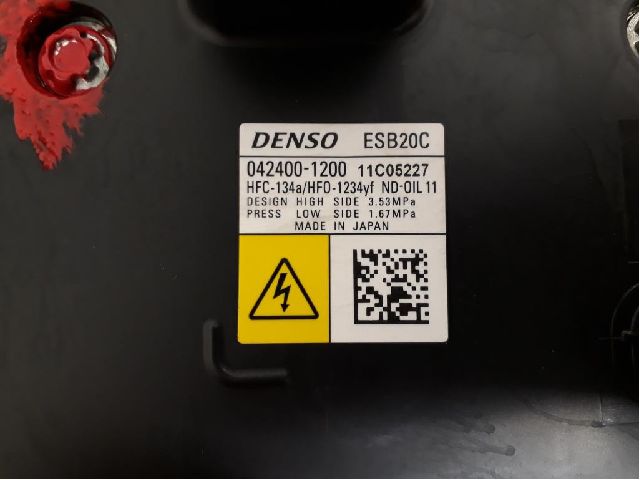 DENSO ESB20C
042400-1200 11C05227
HFC-134a/HFO-1234yf ND-OIL 11
DESIGN HIGH SIDE 3.53MPa
PRESS LOW SIDE 1.67MPa
MADE IN JAPAN